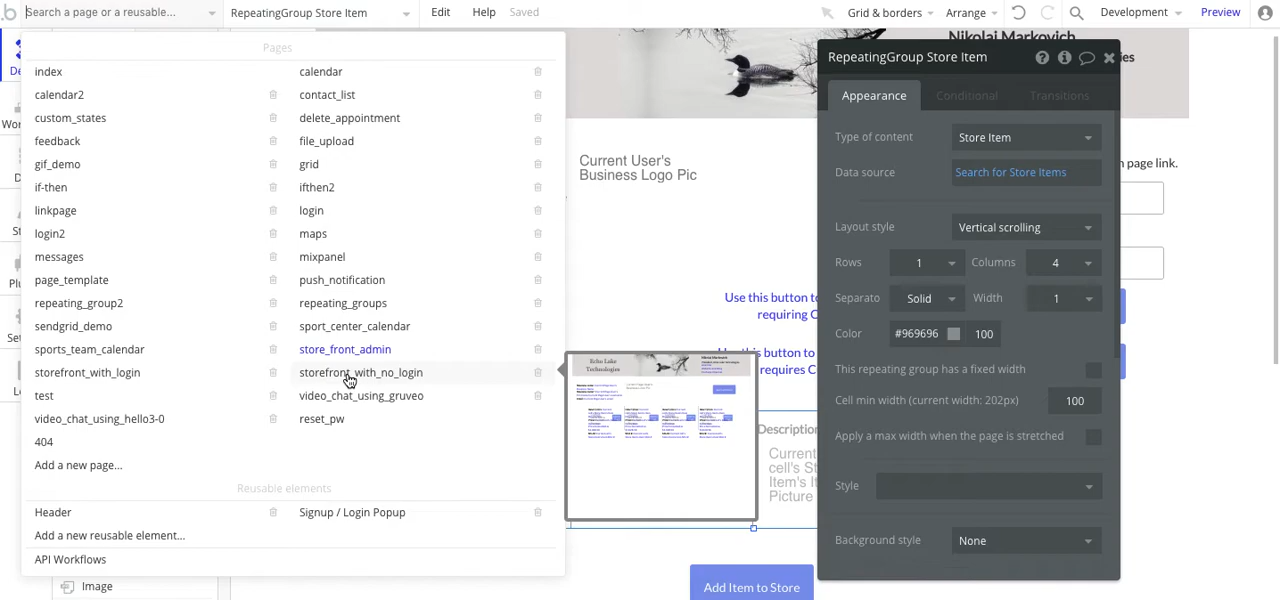 b Search a page or a reusable... RepeatingGroup Store Item Edit Help Saved Grid & borders Arrange Development Preview
Pages
index calendar
calendar2 contact_list
custom_states delete_appointment
feedback file_upload
gif_demo grid
if-then ifthen2
linkpage login
login2 maps
messages mixpanel
page_template push_notification
repeating_group2 repeating_groups
sendgrid_demo sport_center_calendar
sports_team_calendar store_front_admin
storefront_with_login storefront_with_no_login
test video_chat_using_gruveo
video_chat_using_hello3-0
404
Add a new page...
Reusable elements
Header Signup / Login Popup
Add a new reusable element...
API Workflows
Image
Nikolai Markovich
Current User's
Business Logo Pic
page link.
Use this button to
requiring
requires
Echo Lake
Technologies
Description
Current
cell's St
Item's It
Picture
Add Item to Store
RepeatingGroup Store Item
Appearance Conditional Transitions
Type of content Store Item
Data source Search for Store Items
Layout style Vertical scrolling
Rows 1 Columns 4
Separato Solid Width 1
Color #969696 100
This repeating group has a fixed width
Cell min width (current width: 202px) 100
Apply a max width when the page is stretched
Style
Background style None